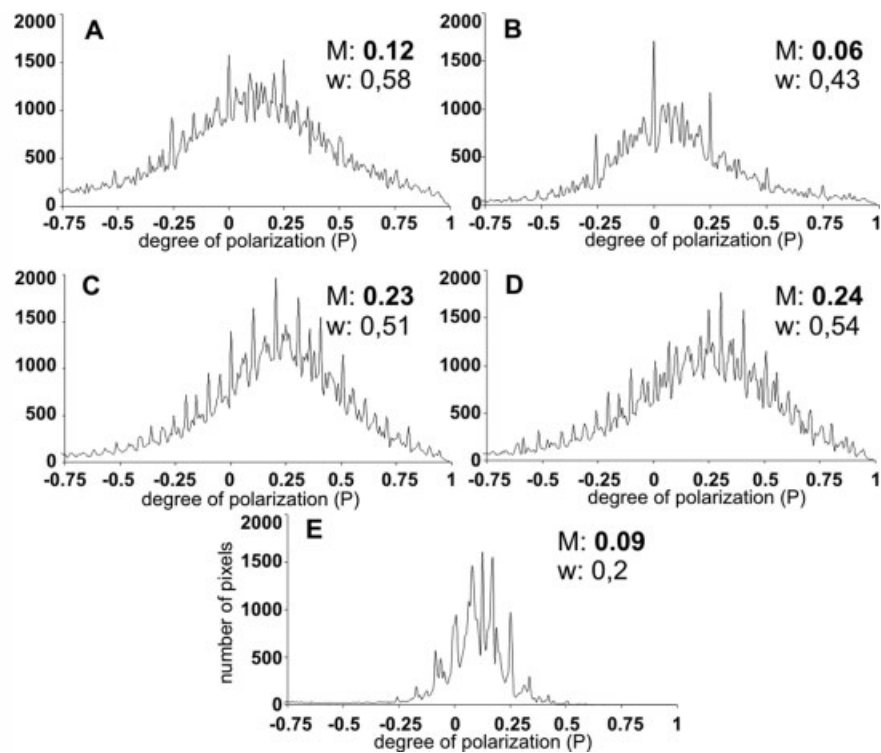 A
M: 0.12
w: 0,58
2000
1500
1000
500
0
-0.75 -0.5 -0.25 0 0.25 0.5 0.75 1
degree of polarization (P)
B
M: 0.06
w: 0,43
2000
1500
1000
500
0
-0.75 -0.5 -0.25 0 0.25 0.5 0.75 1
degree of polarization (P)
C
M: 0.23
w: 0,51
2000
1500
1000
500
0
-0.75 -0.5 -0.25 0 0.25 0.5 0.75 1
degree of polarization (P)
D
M: 0.24
w: 0,54
2000
1500
1000
500
0
-0.75 -0.5 -0.25 0 0.25 0.5 0.75 1
degree of polarization (P)
E
M: 0.09
w: 0,2
number of pixels
2000
1500
1000
500
0
-0.75 -0.5 -0.25 0 0.25 0.5 0.75 1
degree of polarization (P)